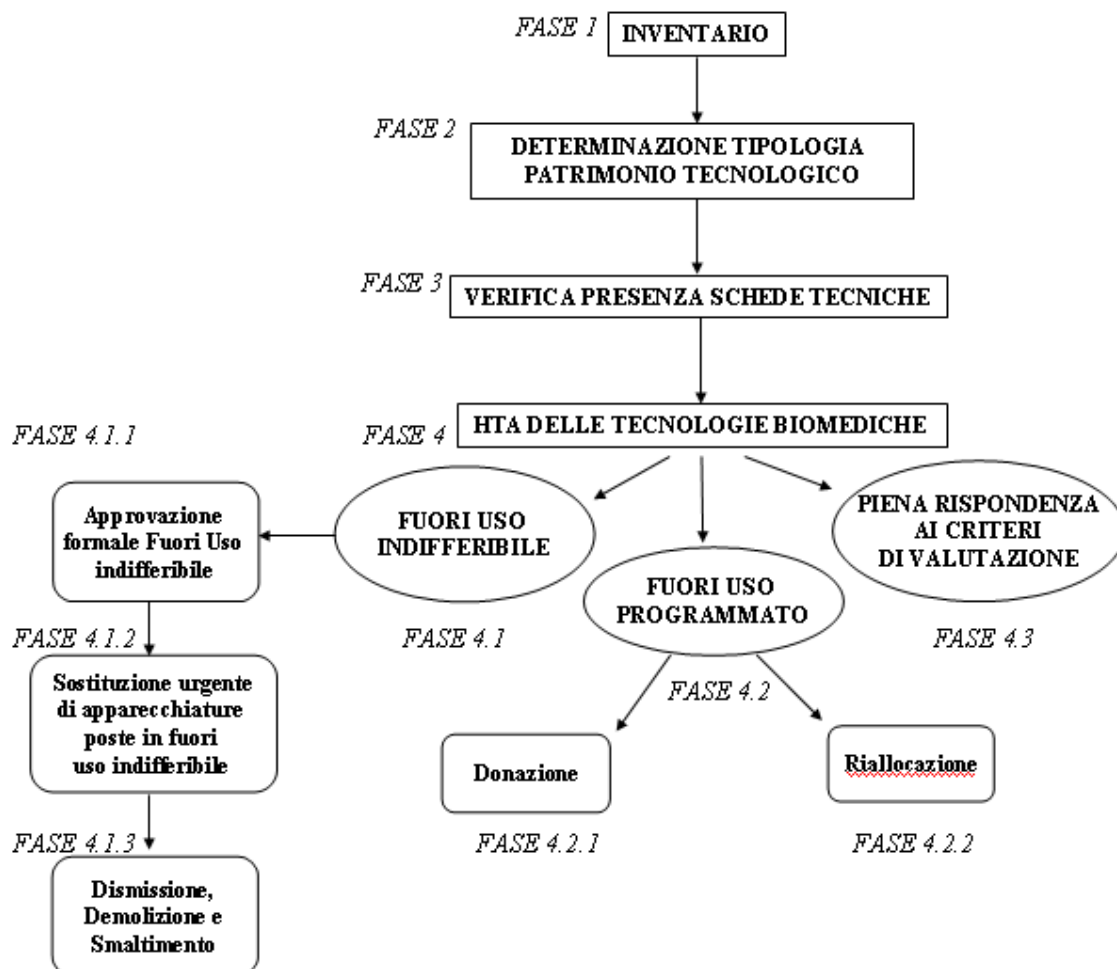 FASE 1
INVENTARIO
FASE 2
DETERMINAZIONE TIPOLOGIA
PATRIMONIO TECNOLOGICO
FASE 3
VERIFICA PRESENZA SCHEDE TECNICHE
FASE 4
HTA DELLE TECNOLOGIE BIOMEDICHE
FASE 4.1.1
Approvazione
formale Fuori Uso
indifferibile
FUORI USO
INDIFFERIBILE
FASE 4.1
FUORI USO
PROGRAMMATO
FASE 4.2
PIENA RISPONDENZA
AI CRITERI
DI VALUTAZIONE
FASE 4.3
FASE 4.1.2
Sostituzione urgente
di apparecchiature
poste in fuori
uso indifferibile
Donazione
FASE 4.2.1
Riallocazione
FASE 4.2.2
FASE 4.1.3
Dismissione,
Demolizione e
Smaltimento